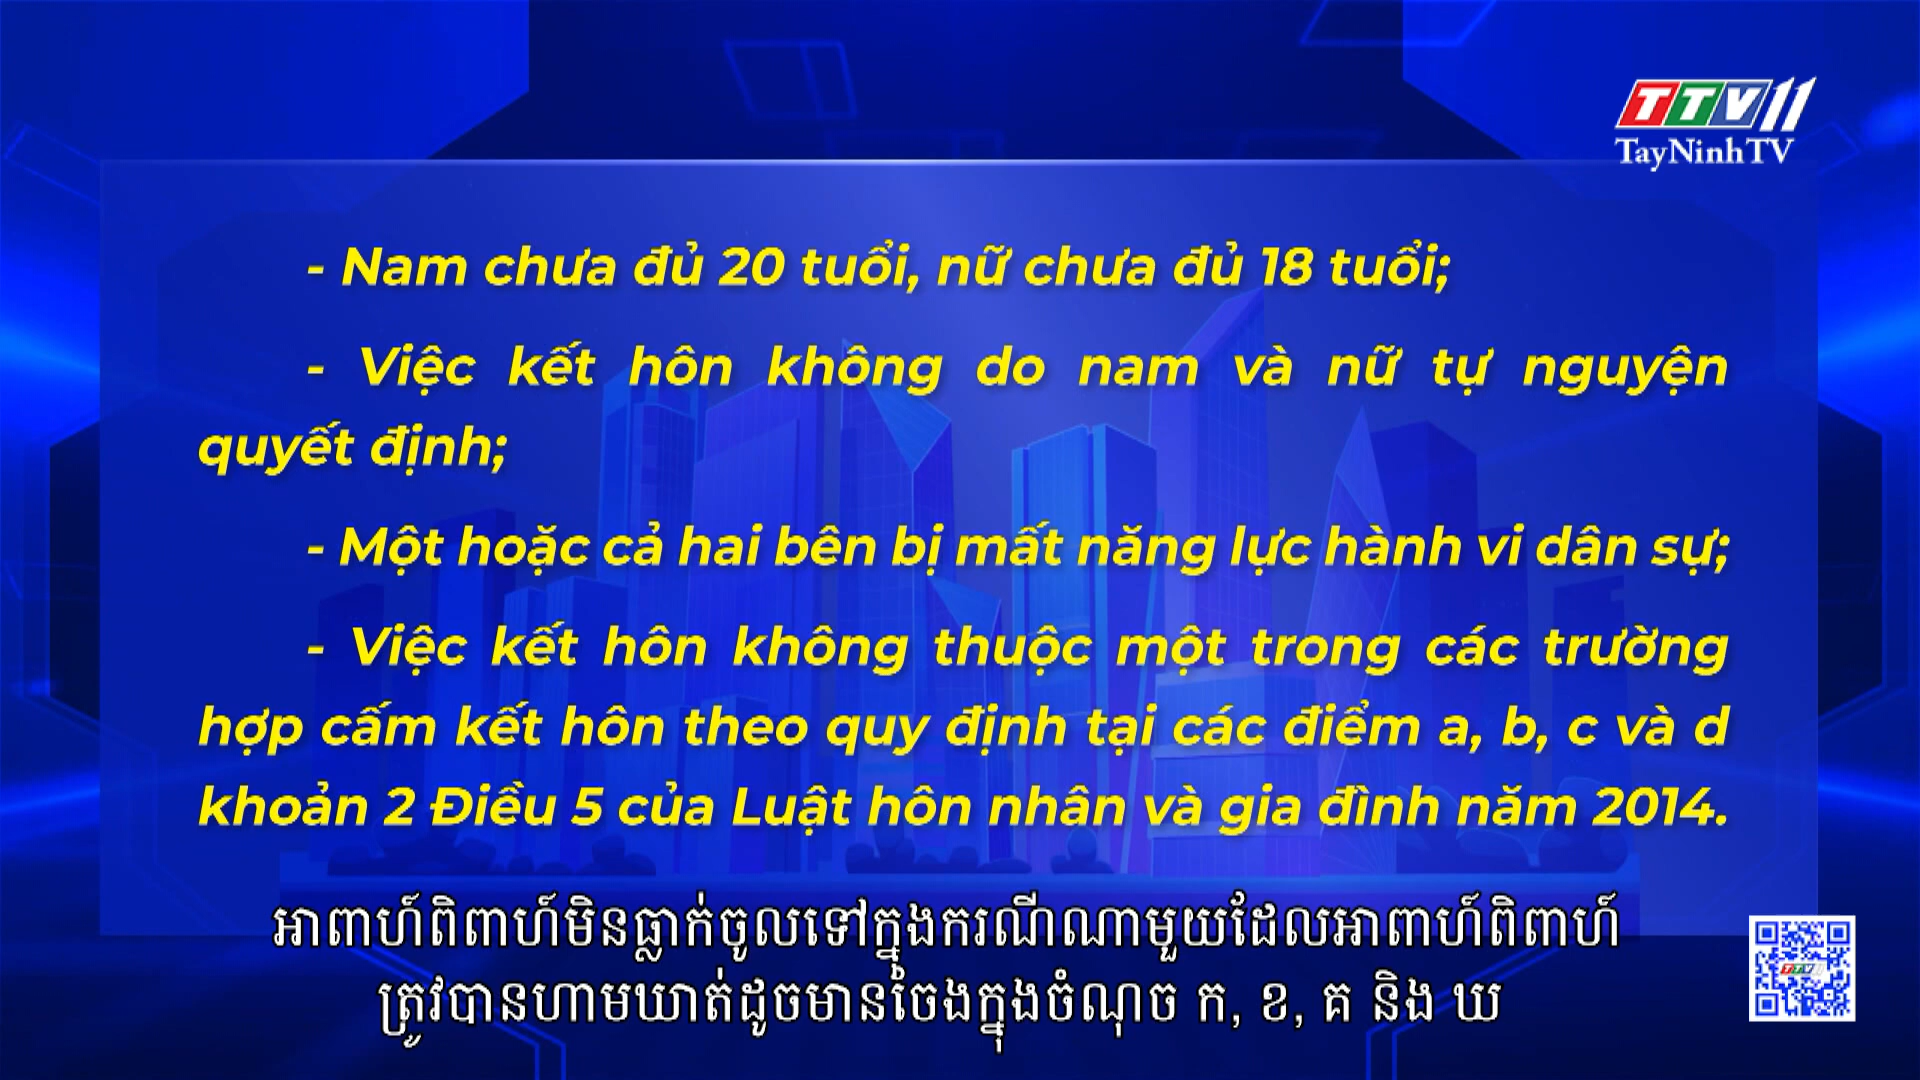 TTV11
TayNinhTV
- Nam chưa đủ 20 tuổi, nữ chưa đủ 18 tuổi;
- Việc kết hôn không do nam và nữ tự nguyện
quyết định;
- Một hoặc cả hai bên bị mất năng lực hành vi dân sự;
- Việc kết hôn không thuộc một trong các trường
hợp cấm kết hôn theo quy định tại các điểm a, b, c và d
khoản 2 Điều 5 của Luật hôn nhân và gia đình năm 2014.
អាពាហ៍ពិពាហ៍មិនធ្លាក់ចូលទៅក្នុងករណីណាមួយដែលអាពាហ៍ពិពាហ៍
ត្រូវបានហាមឃាត់ដូចមានចែងក្នុងចំណុច ក, ខ, គ និង ឃ
TTV11